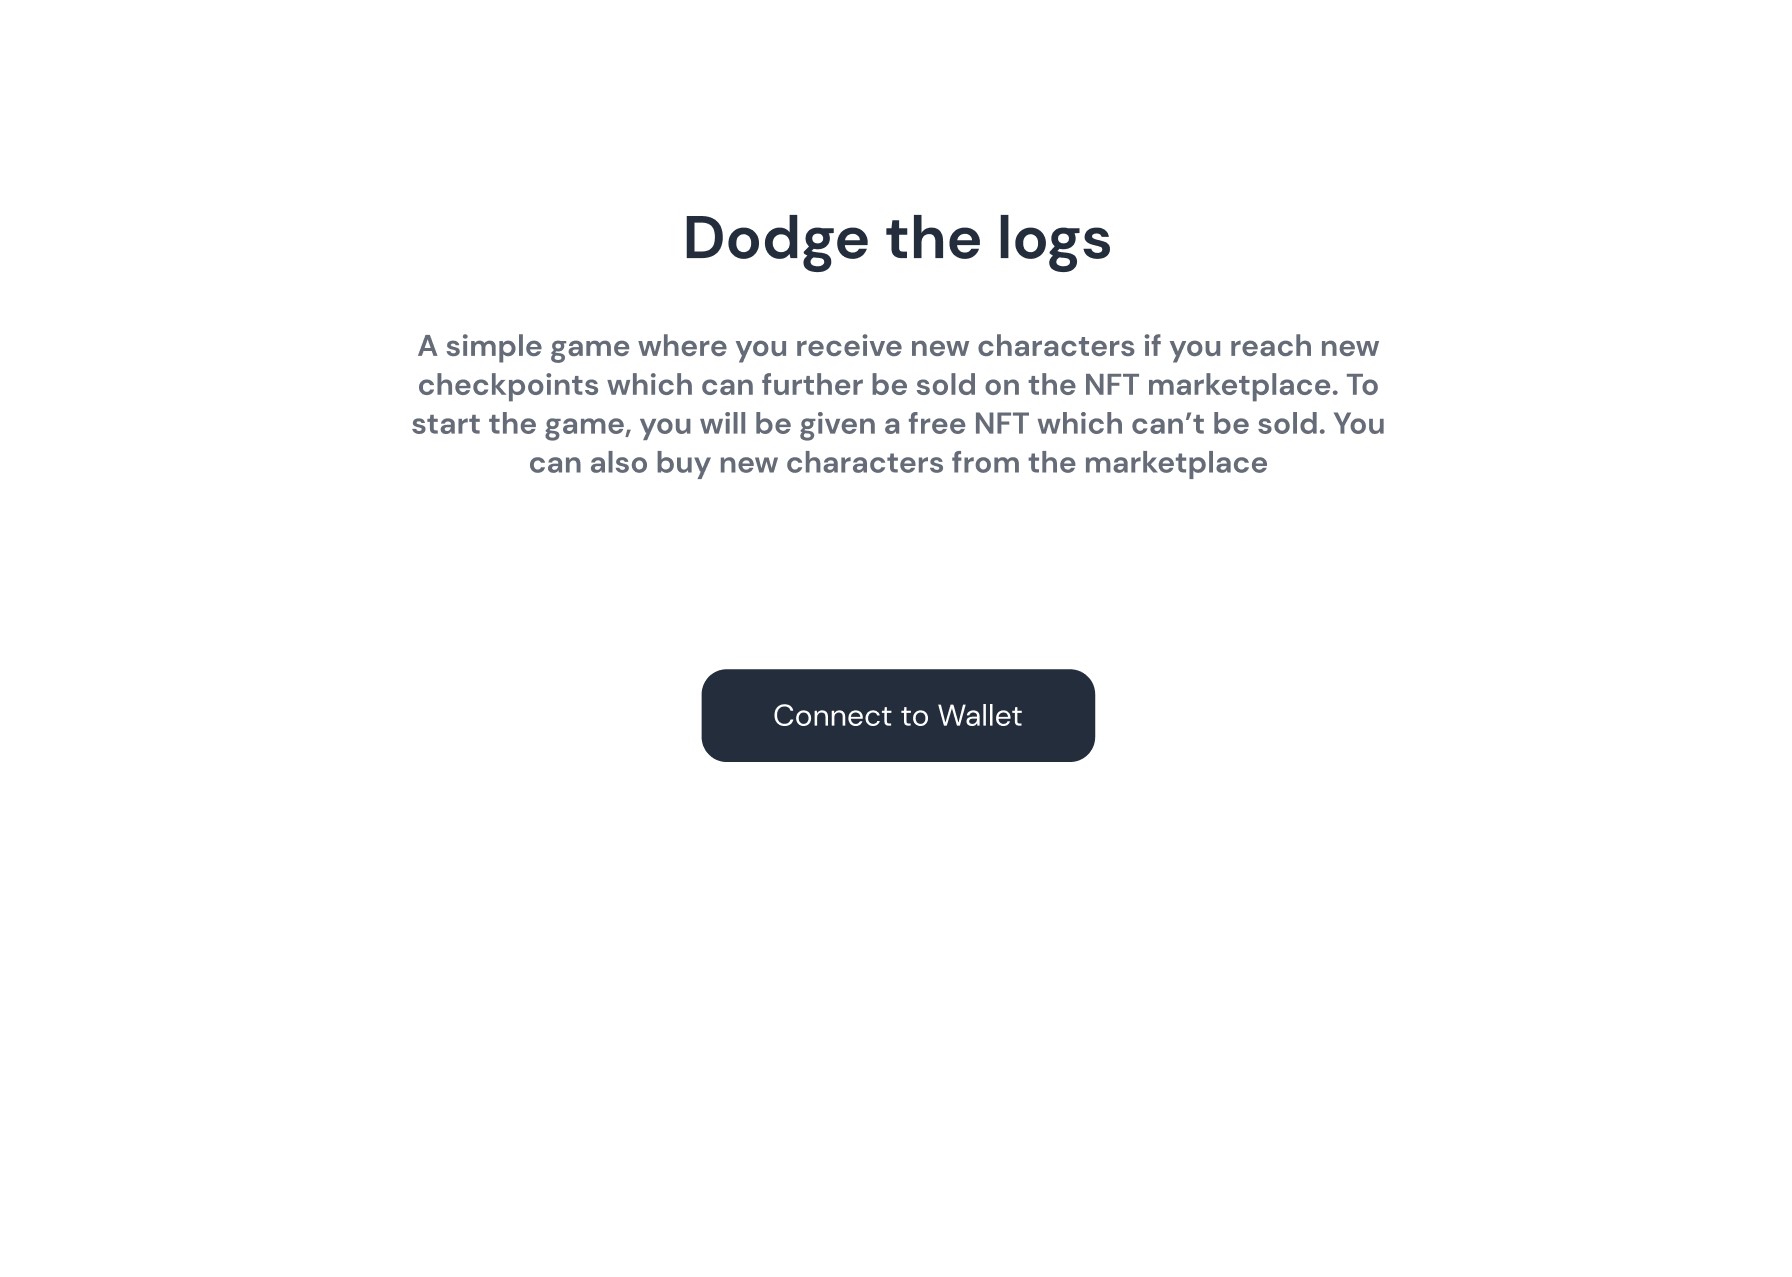 Dodge the logs
A simple game where you receive new characters if you reach new
checkpoints which can further be sold on the NFT marketplace. To
start the game, you will be given a free NFT which can’t be sold. You
can also buy new characters from the marketplace
Connect to Wallet